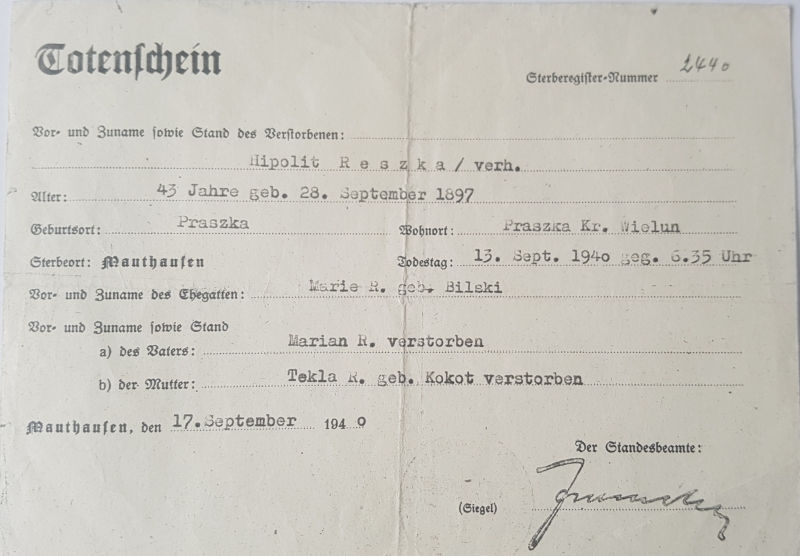 Totenschein
Sterberegister-Nummer 2440
Vor- und Zuname sowie Stand des Verstorbenen:
Hipolit Reszka / verh.
Alter: 43 Jahre geb. 28. September 1897
Geburtsort: Praszka Wohnort: Praszka Kr. Wielun
Sterbeort: Mauthausen Todestag: 13. Sept. 1940 geg. 6.35 Uhr
Vor- und Zuname des Ehegatten: Marie R. geb. Bilski
Vor- und Zuname sowie Stand
a) des Vaters: Marian R. verstorben
b) der Mutter: Tekla R. geb. Kokot verstorben
Mauthausen, den 17.September 1940
Der Standesbeamte:
(Siegel)